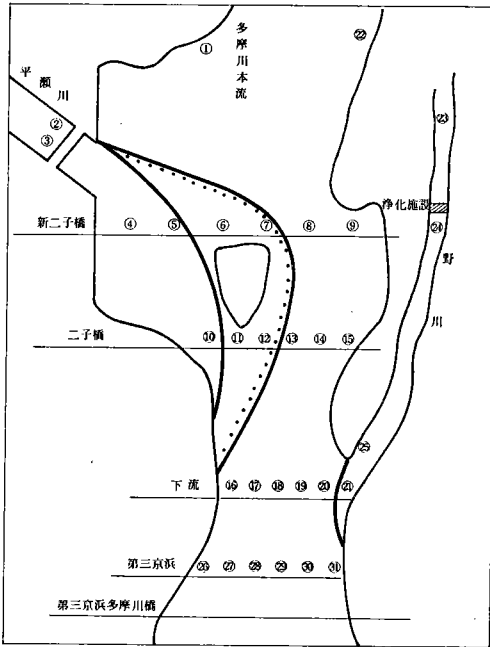 多摩川本流
①
㉒
平瀬川
②
③
㉓
浄化施設
㉔
野川
新二子橋
④ ⑤ ⑥ ⑦ ⑧ ⑨
二子橋
⑩ ⑪ ⑫ ⑬ ⑭ ⑮
㉕
下流
⑯ ⑰ ⑱ ⑲ ⑳ ㉑
第三京浜
㉖ ㉗ ㉘ ㉙ ㉚ ㉛
第三京浜多摩川橋